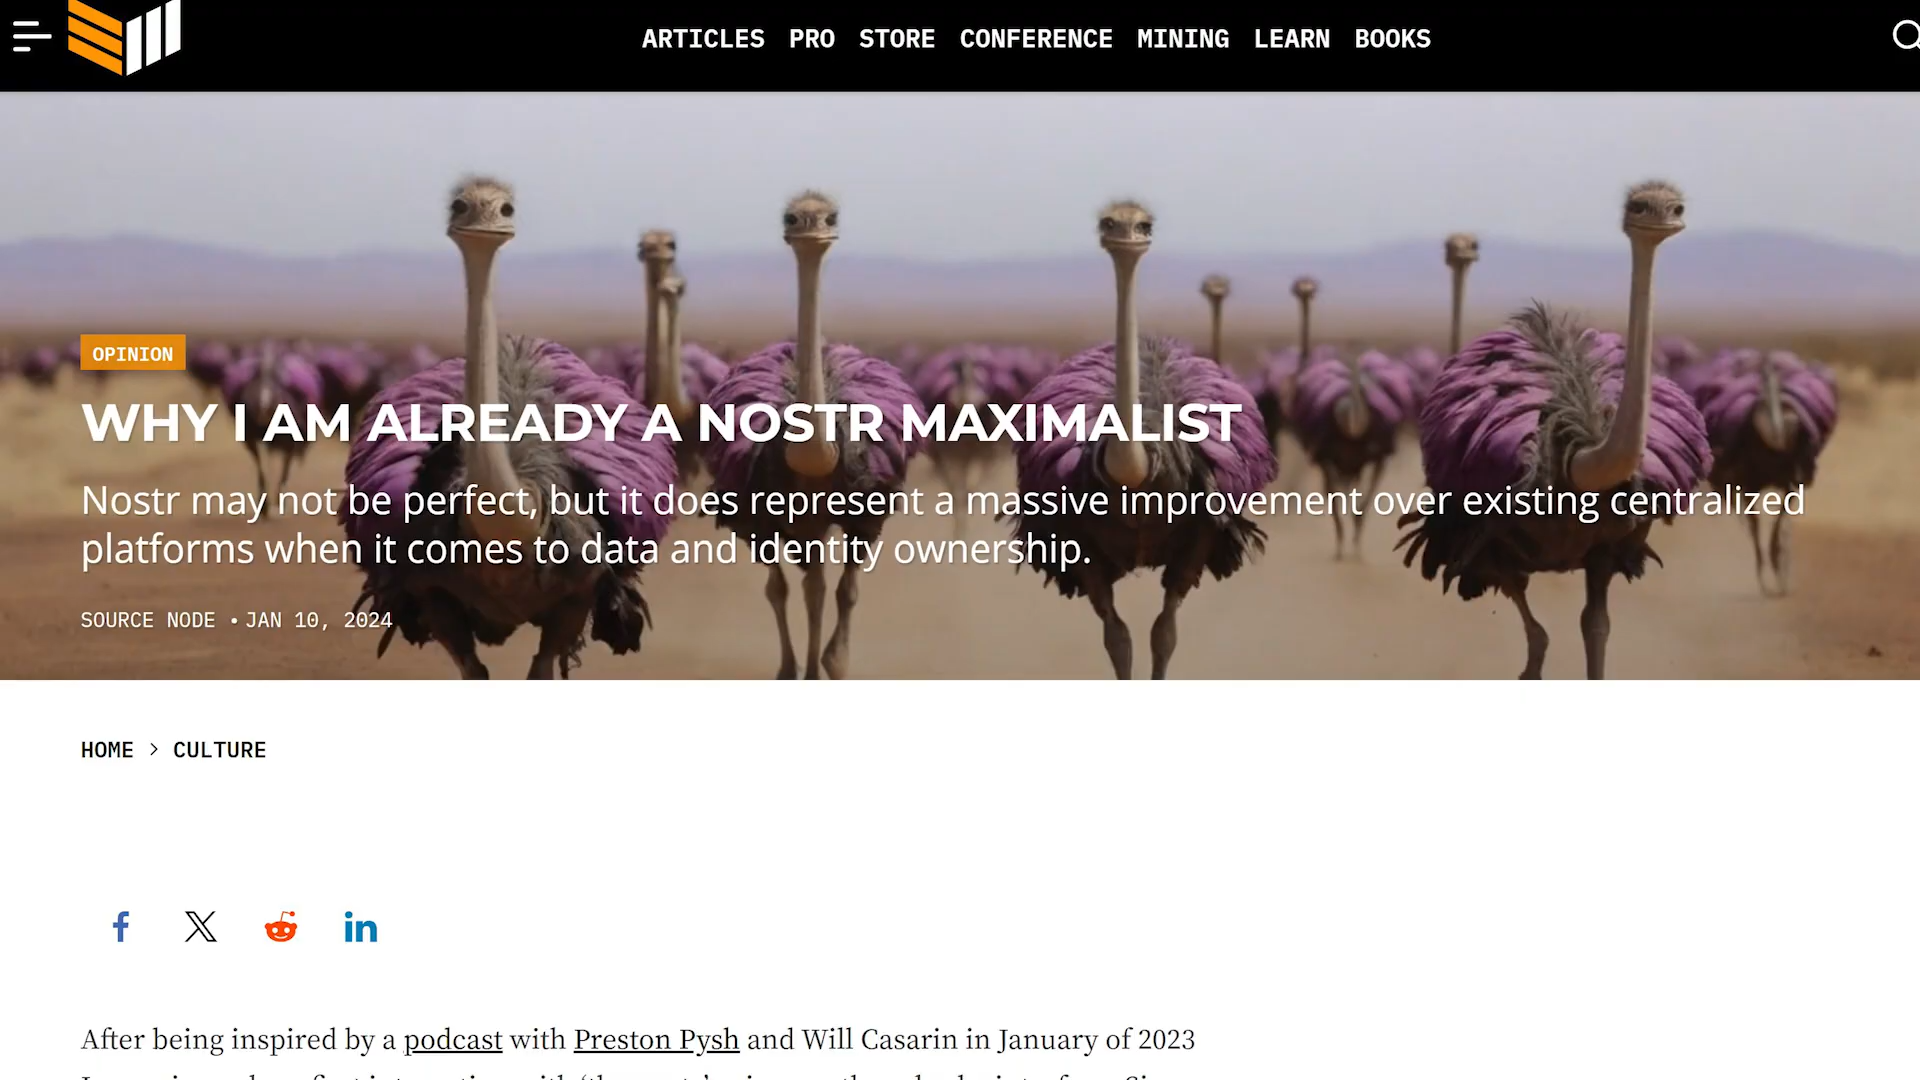 ARTICLES PRO STORE CONFERENCE MINING LEARN BOOKS
OPINION
WHY I AM ALREADY A NOSTR MAXIMALIST
Nostr may not be perfect, but it does represent a massive improvement over existing centralized
platforms when it comes to data and identity ownership.
SOURCE NODE • JAN 10, 2024
HOME > CULTURE
After being inspired by a podcast with Preston Pysh and Will Casarin in January of 2023